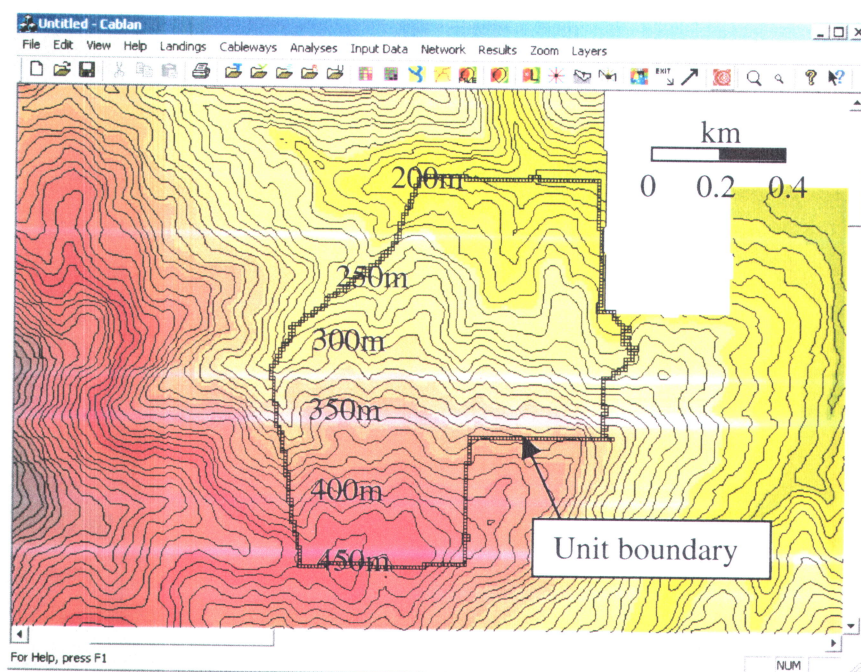 Untitled - Cablan
File Edit View Help Landings Cableways Analyses Input Data Network Results Zoom Layers
EXIT
km
0 0.2 0.4
200m
250m
300m
350m
400m
450m
Unit boundary
For Help, press F1
NUM